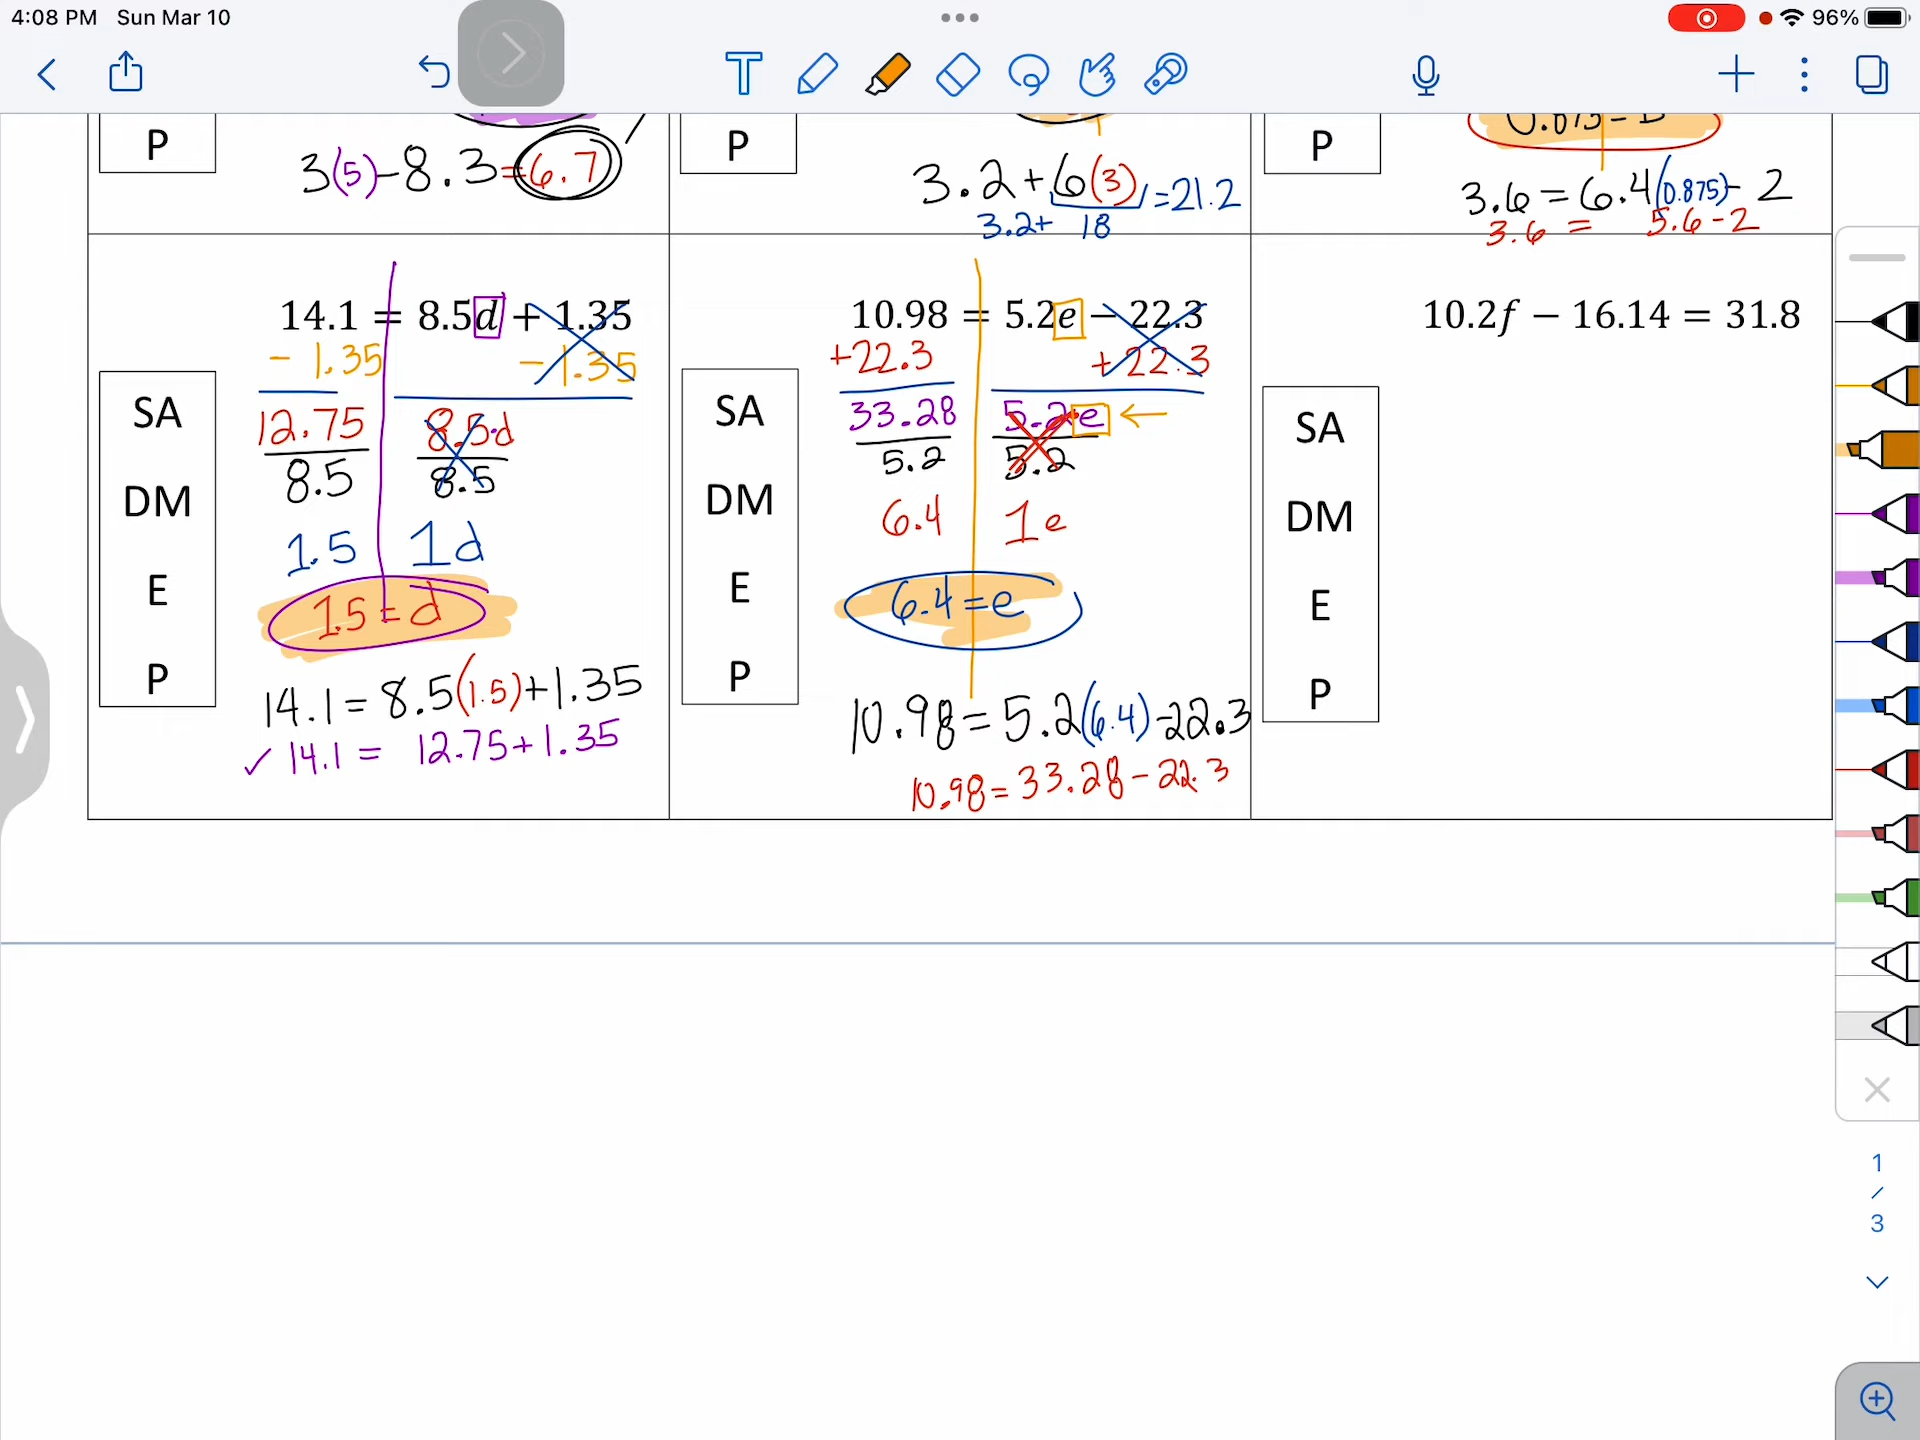 4:08 PM Sun Mar 10
96%
P
3(5)-8.3=6.7
P
3.2+6(3)=21.2
3.2+ 18
P
3.6=6.4(0.875)-2
3.6 = 5.6-2
14.1 = 8.5d + 1.35
- 1.35 - 1.35
12.75 8.5·d
8.5 8.5
1.5 1d
1.5 = d
14.1 = 8.5(1.5)+1.35
✓ 14.1 = 12.75+1.35
SA
DM
E
P
10.98 = 5.2e − 22.3
+22.3 +22.3
33.28 5.2·e ←
5.2 5.2
6.4 1e
6.4=e
10.98=5.2(6.4)-22.3
10.98=33.28-22.3
SA
DM
E
P
10.2f − 16.14 = 31.8
SA
DM
E
P
1
/
3